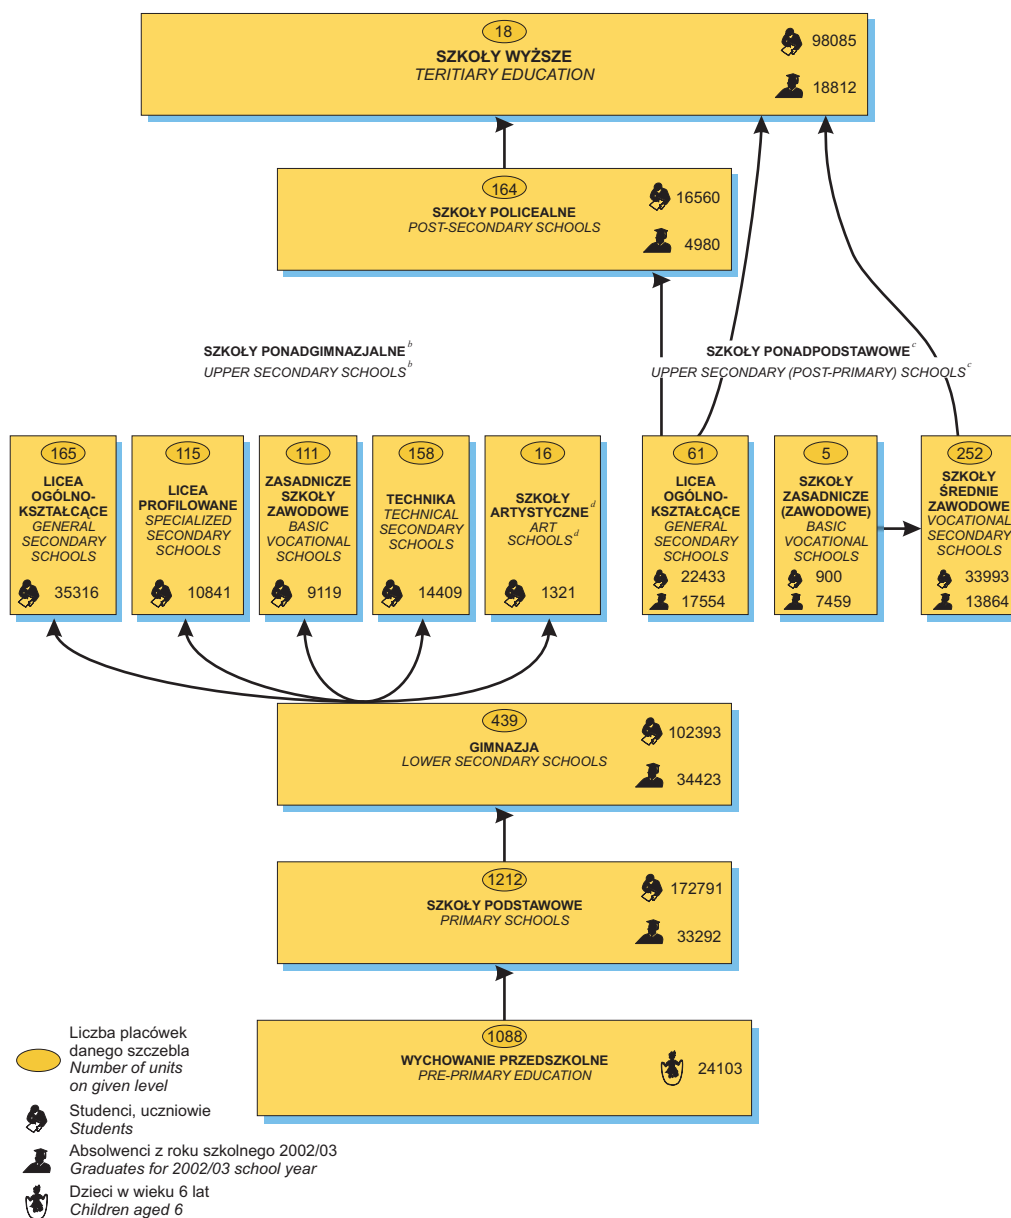 18
SZKOŁY WYŻSZE
TERITIARY EDUCATION
98085
18812
164
SZKOŁY POLICEALNE
POST-SECONDARY SCHOOLS
16560
4980
SZKOŁY PONADGIMNAZJALNE b
UPPER SECONDARY SCHOOLS b
SZKOŁY PONADPODSTAWOWE c
UPPER SECONDARY (POST-PRIMARY) SCHOOLS c
165
LICEA
OGÓLNO-
KSZTAŁCĄCE
GENERAL
SECONDARY
SCHOOLS
35316
115
LICEA
PROFILOWANE
SPECIALIZED
SECONDARY
SCHOOLS
10841
111
ZASADNICZE
SZKOŁY
ZAWODOWE
BASIC
VOCATIONAL
SCHOOLS
9119
158
TECHNIKA
TECHNICAL
SECONDARY
SCHOOLS
14409
16
SZKOŁY
ARTYSTYCZNE d
ART
SCHOOLS d
1321
61
LICEA
OGÓLNO-
KSZTAŁCĄCE
GENERAL
SECONDARY
SCHOOLS
22433
17554
5
SZKOŁY
ZASADNICZE
(ZAWODOWE)
BASIC
VOCATIONAL
SCHOOLS
900
7459
252
SZKOŁY
ŚREDNIE
ZAWODOWE
VOCATIONAL
SECONDARY
SCHOOLS
33993
13864
439
GIMNAZJA
LOWER SECONDARY SCHOOLS
102393
34423
1212
SZKOŁY PODSTAWOWE
PRIMARY SCHOOLS
172791
33292
1088
WYCHOWANIE PRZEDSZKOLNE
PRE-PRIMARY EDUCATION
24103
Liczba placówek
danego szczebla
Number of units
on given level
Studenci, uczniowie
Students
Absolwenci z roku szkolnego 2002/03
Graduates for 2002/03 school year
Dzieci w wieku 6 lat
Children aged 6